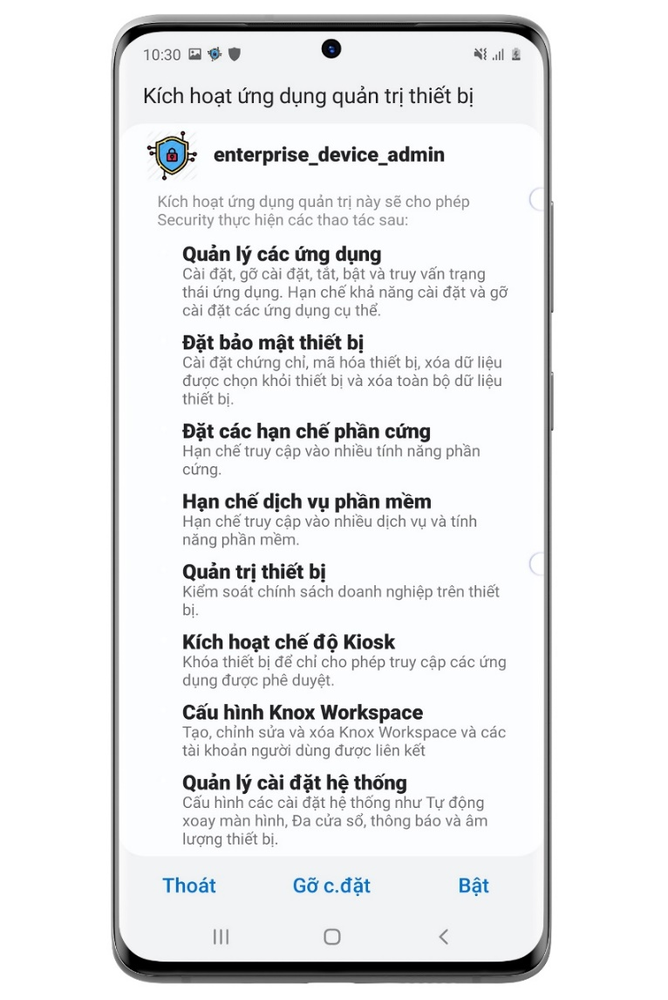 10:30
Kích hoạt ứng dụng quản trị thiết bị
enterprise_device_admin
Kích hoạt ứng dụng quản trị này sẽ cho phép
Security thực hiện các thao tác sau:
Quản lý các ứng dụng
Cài đặt, gỡ cài đặt, tắt, bật và truy vấn trạng
thái ứng dụng. Hạn chế khả năng cài đặt và gỡ
cài đặt các ứng dụng cụ thể.
Đặt bảo mật thiết bị
Cài đặt chứng chỉ, mã hóa thiết bị, xóa dữ liệu
được chọn khỏi thiết bị và xóa toàn bộ dữ liệu
thiết bị.
Đặt các hạn chế phần cứng
Hạn chế truy cập vào nhiều tính năng phần
cứng.
Hạn chế dịch vụ phần mềm
Hạn chế truy cập vào nhiều dịch vụ và tính
năng phần mềm.
Quản trị thiết bị
Kiểm soát chính sách doanh nghiệp trên thiết
bị.
Kích hoạt chế độ Kiosk
Khóa thiết bị để chỉ cho phép truy cập các ứng
dụng được phê duyệt.
Cấu hình Knox Workspace
Tạo, chỉnh sửa và xóa Knox Workspace và các
tài khoản người dùng được liên kết
Quản lý cài đặt hệ thống
Cấu hình các cài đặt hệ thống như Tự động
xoay màn hình, Đa cửa sổ, thông báo và âm
lượng thiết bị.
Thoát Gỡ c.đặt Bật